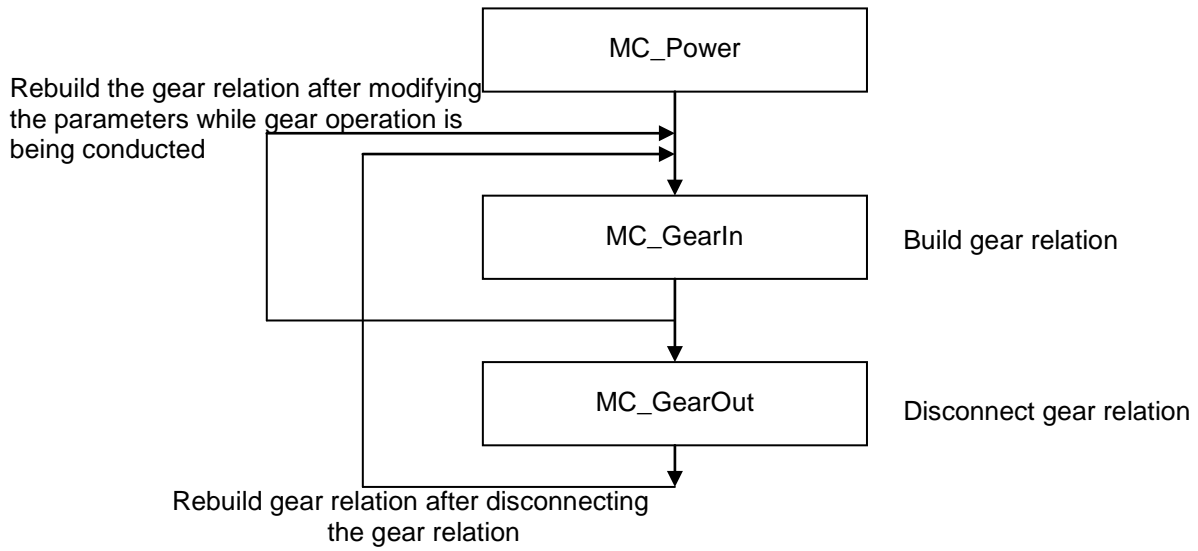 MC_Power
Rebuild the gear relation after modifying
the parameters while gear operation is
being conducted
MC_GearIn
Build gear relation
MC_GearOut
Disconnect gear relation
Rebuild gear relation after disconnecting
the gear relation